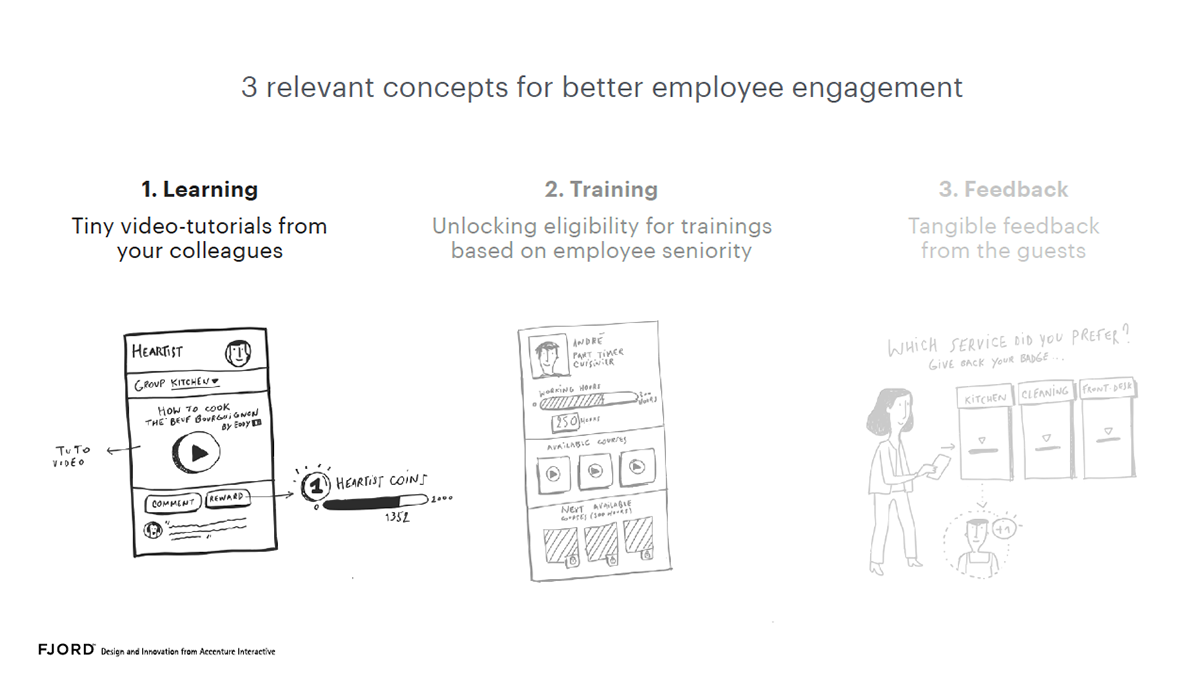 3 relevant concepts for better employee engagement
1. Learning
Tiny video-tutorials from
your colleagues
HEARTIST
GROUP KITCHEN
HOW TO COOK
THE BEUF BOURGUIGNON
BY EDDY
TUTO
VIDEO
COMMENT
REWARD
1
HEARTIST COINS
0
2000
1352
2. Training
Unlocking eligibility for trainings
based on employee seniority
ANDRÉ
PART TIMER
CUISINIER
WORKING HOURS
0
HOURS
250 HOURS
AVAILABLE COURSES
NEXT AVAILABLE
COURSES (300 HOURS)
3. Feedback
Tangible feedback
from the guests
WHICH SERVICE DID YOU PREFER?
GIVE BACK YOUR BADGE...
KITCHEN
CLEANING
FRONT-DESK
+1
FJORD Design and Innovation from Accenture Interactive